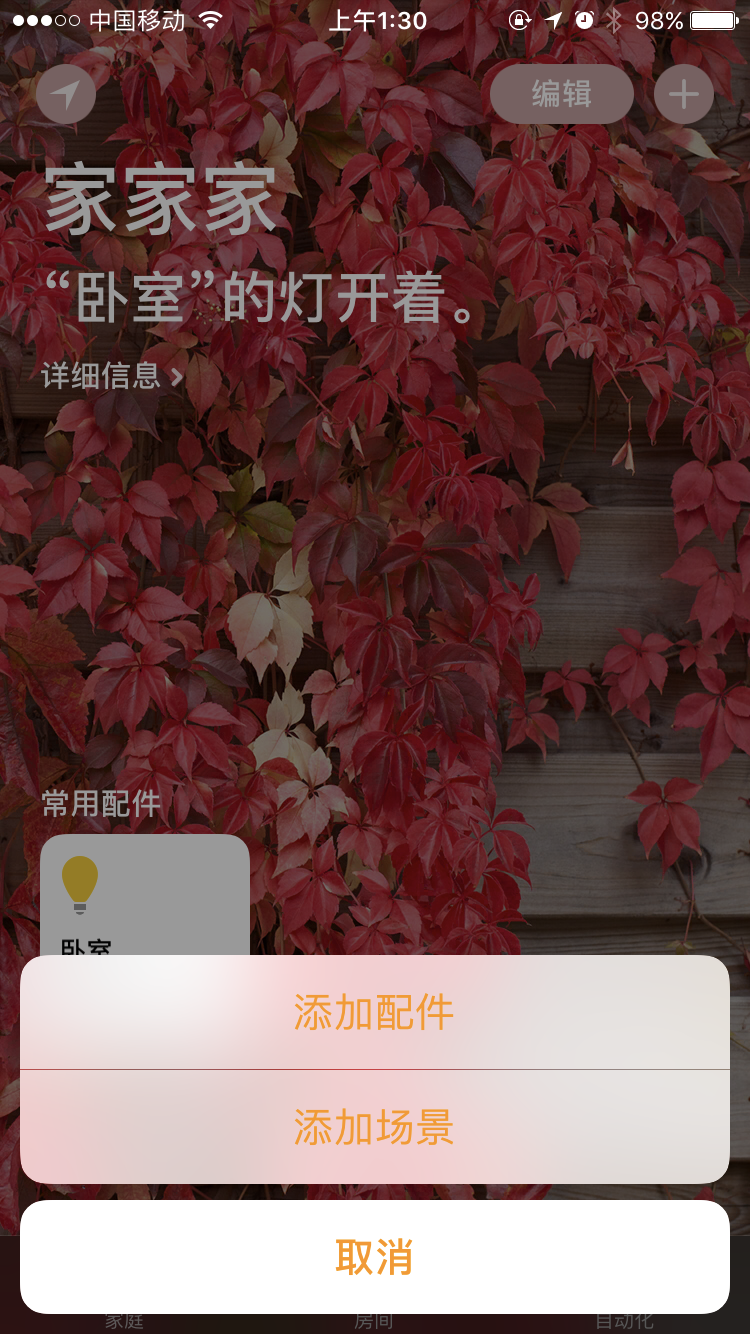 中国移动 上午1:30 98%
编辑
家家家
“卧室”的灯开着。
详细信息
常用配件
卧室
添加配件
添加场景
取消
家庭 房间 自动化